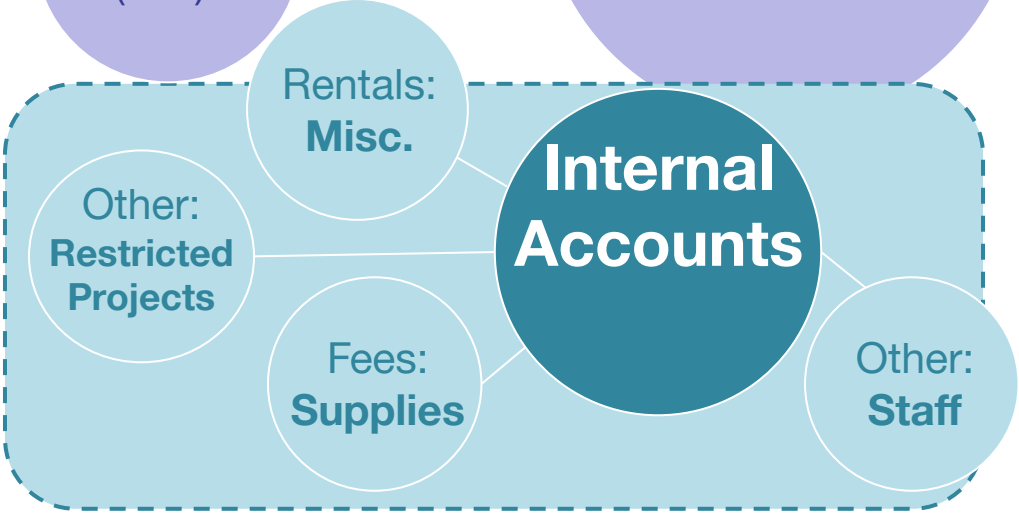 Rentals:
Misc.
Internal
Accounts
Other:
Restricted
Projects
Fees:
Supplies
Other:
Staff